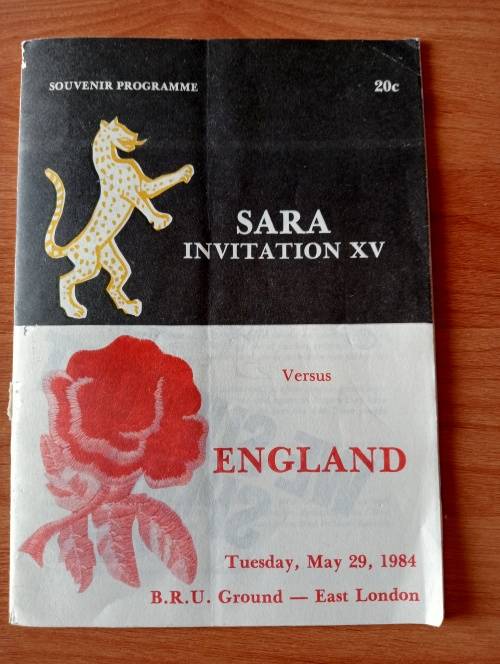 SOUVENIR PROGRAMME
20c
SARA
INVITATION XV
Versus
ENGLAND
Tuesday, May 29, 1984
B.R.U. Ground — East London